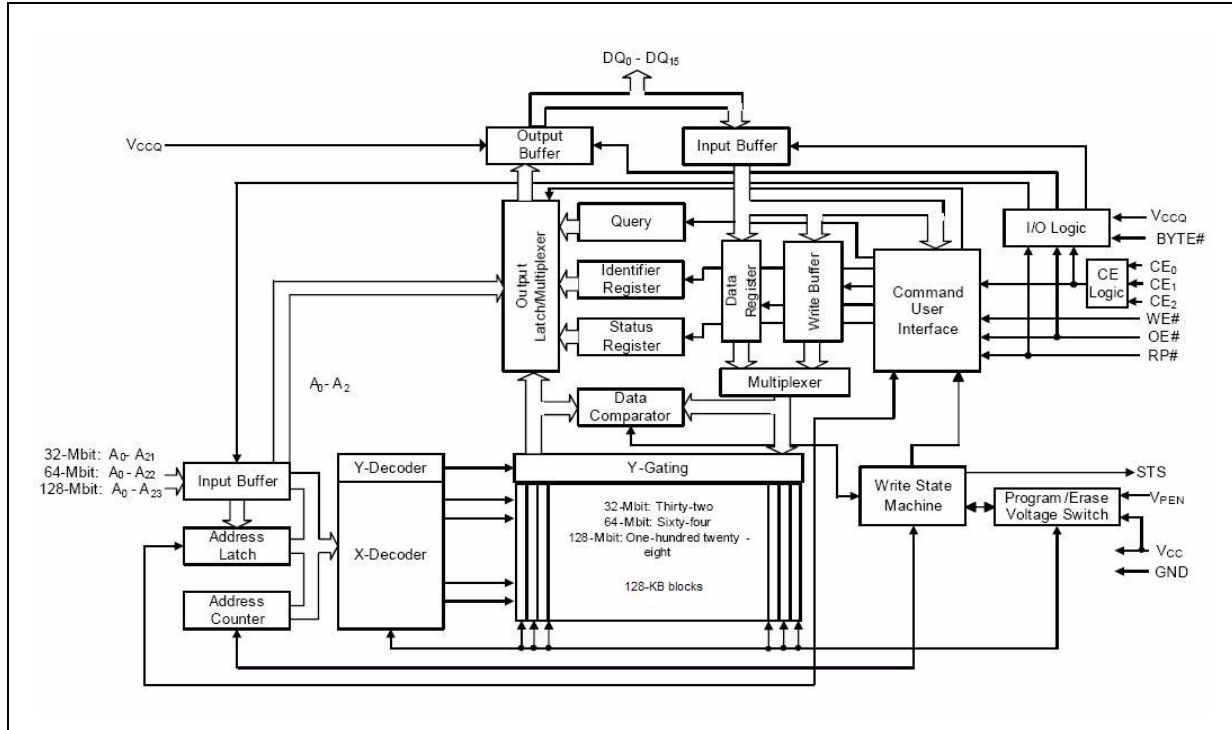 DQ0 - DQ15
VCCQ
Output
Buffer
Input Buffer
Output
Latch/Multiplexer
Query
Identifier
Register
Status
Register
Data
Register
Write Buffer
Command
User
Interface
I/O Logic
VCCQ
BYTE#
CE
Logic
CE0
CE1
CE2
WE#
OE#
RP#
Multiplexer
Data
Comparator
A0- A2
32-Mbit: A0- A21
64-Mbit: A0 - A22
128-Mbit: A0 - A23
Input Buffer
Y-Decoder
Y-Gating
Address
Latch
X-Decoder
Address
Counter
32-Mbit: Thirty-two
64-Mbit: Sixty-four
128-Mbit: One-hundred twenty -
eight
128-KB blocks
Write State
Machine
STS
Program /Erase
Voltage Switch
VPEN
VCC
GND